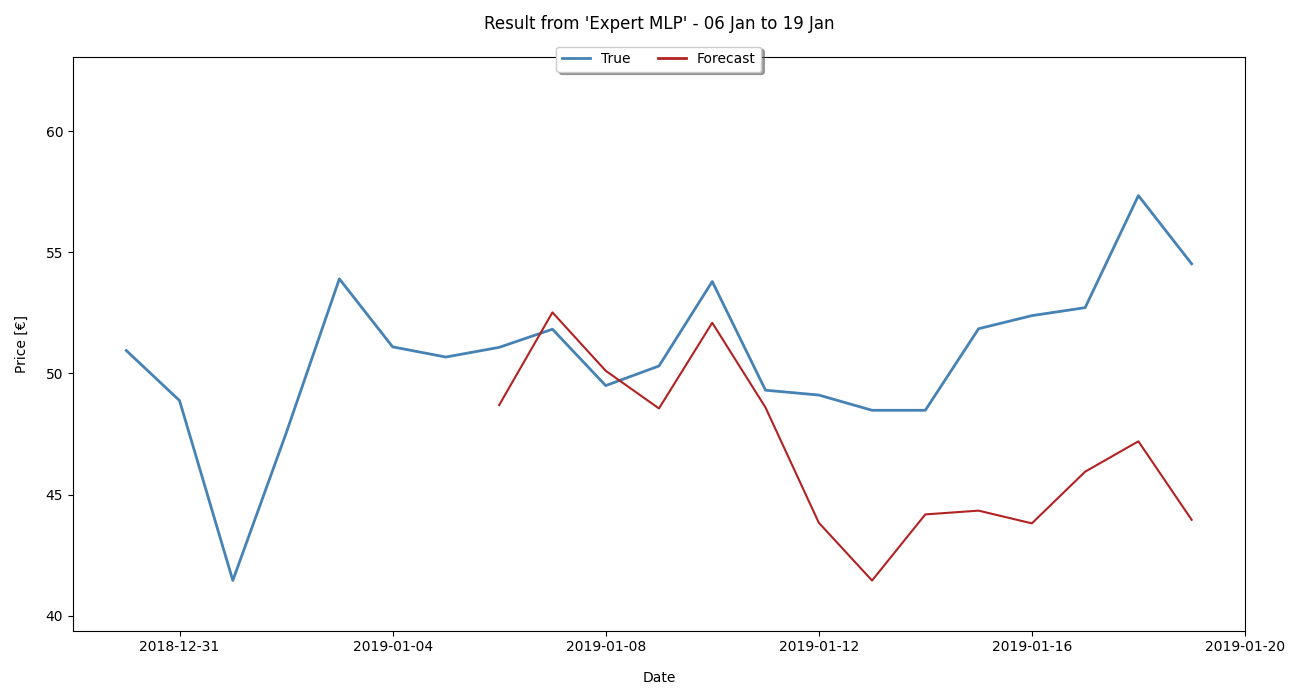 Result from 'Expert MLP' - 06 Jan to 19 Jan
True Forecast
Price [€]
60
55
50
45
40
2018-12-31 2019-01-04 2019-01-08 2019-01-12 2019-01-16 2019-01-20
Date